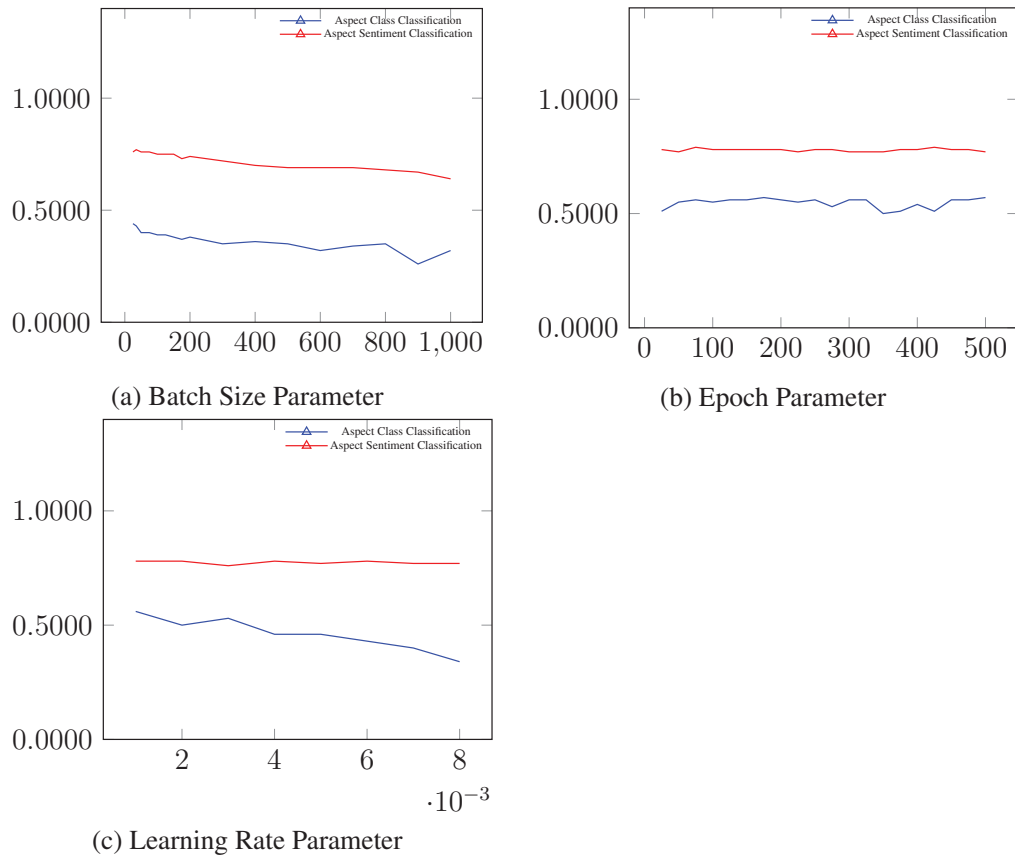 Aspect Class Classification
Aspect Sentiment Classification
1.0000
0.5000
0.0000
0 200 400 600 800 1,000
(a) Batch Size Parameter
Aspect Class Classification
Aspect Sentiment Classification
1.0000
0.5000
0.0000
0 100 200 300 400 500
(b) Epoch Parameter
Aspect Class Classification
Aspect Sentiment Classification
1.0000
0.5000
0.0000
2 4 6 8
·10⁻³
(c) Learning Rate Parameter